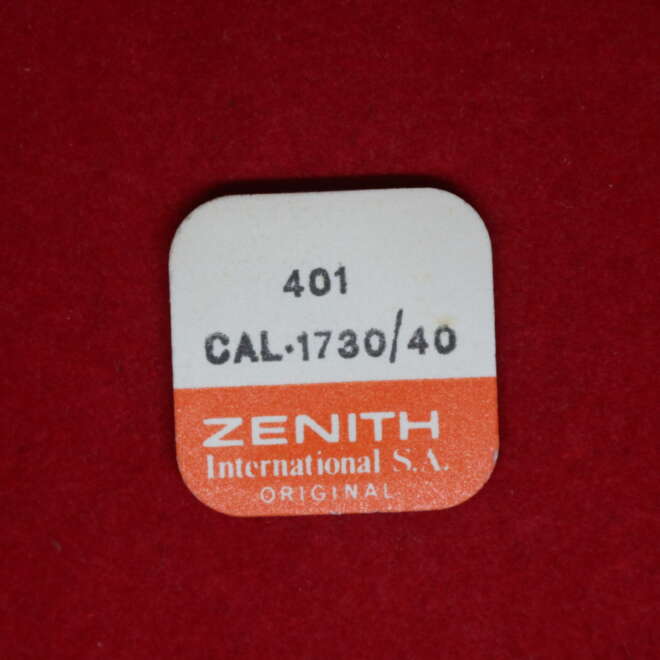 401
CAL·1730/40
ZENITH
International S.A.
ORIGINAL